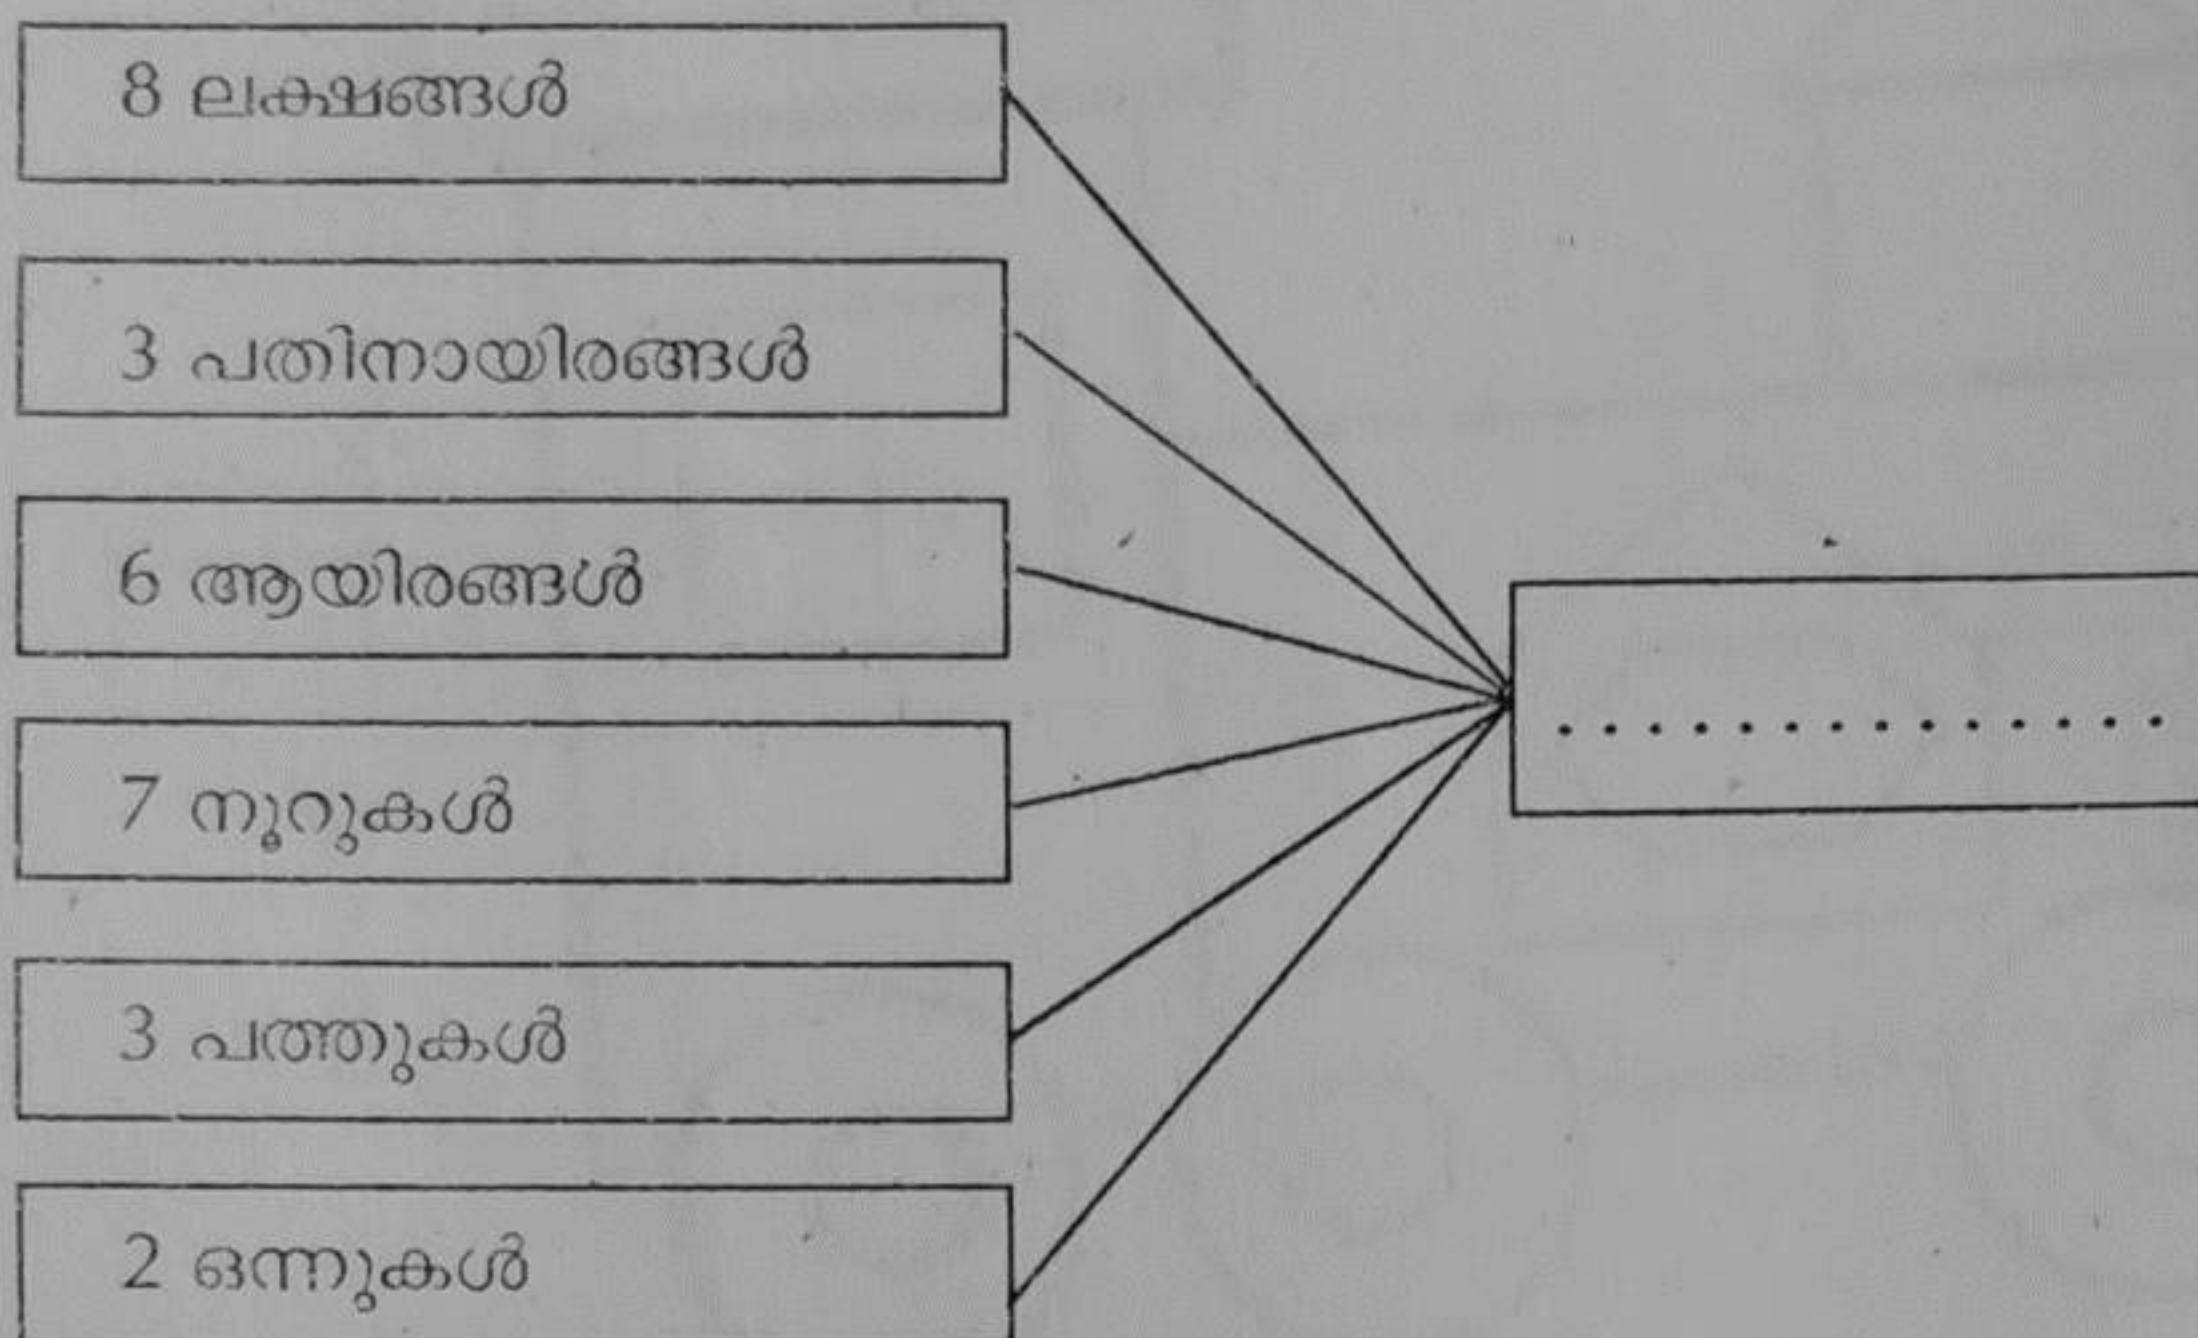 8 ലക്ഷങ്ങൾ
3 പതിനായിരങ്ങൾ
6 ആയിരങ്ങൾ
7 നൂറുകൾ
3 പത്തുകൾ
2 ഒന്നുകൾ
...............